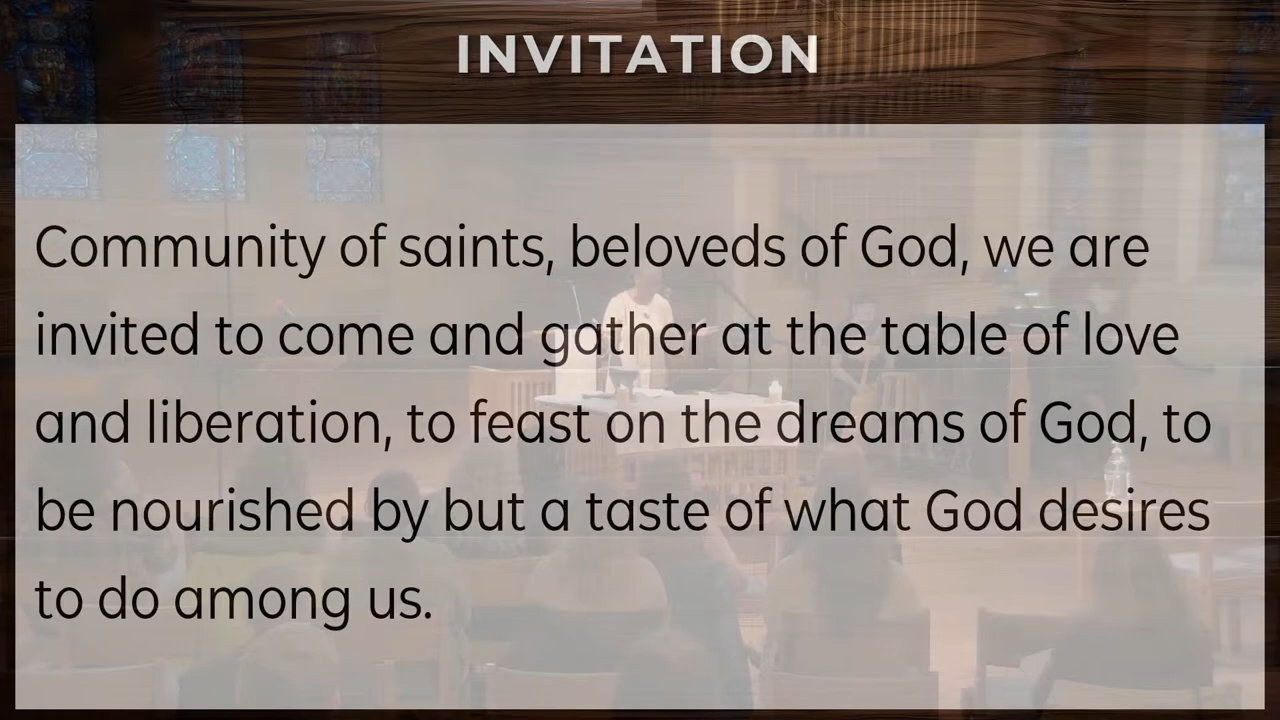 INVITATION
Community of saints, beloveds of God, we are
invited to come and gather at the table of love
and liberation, to feast on the dreams of God, to
be nourished by but a taste of what God desires
to do among us.